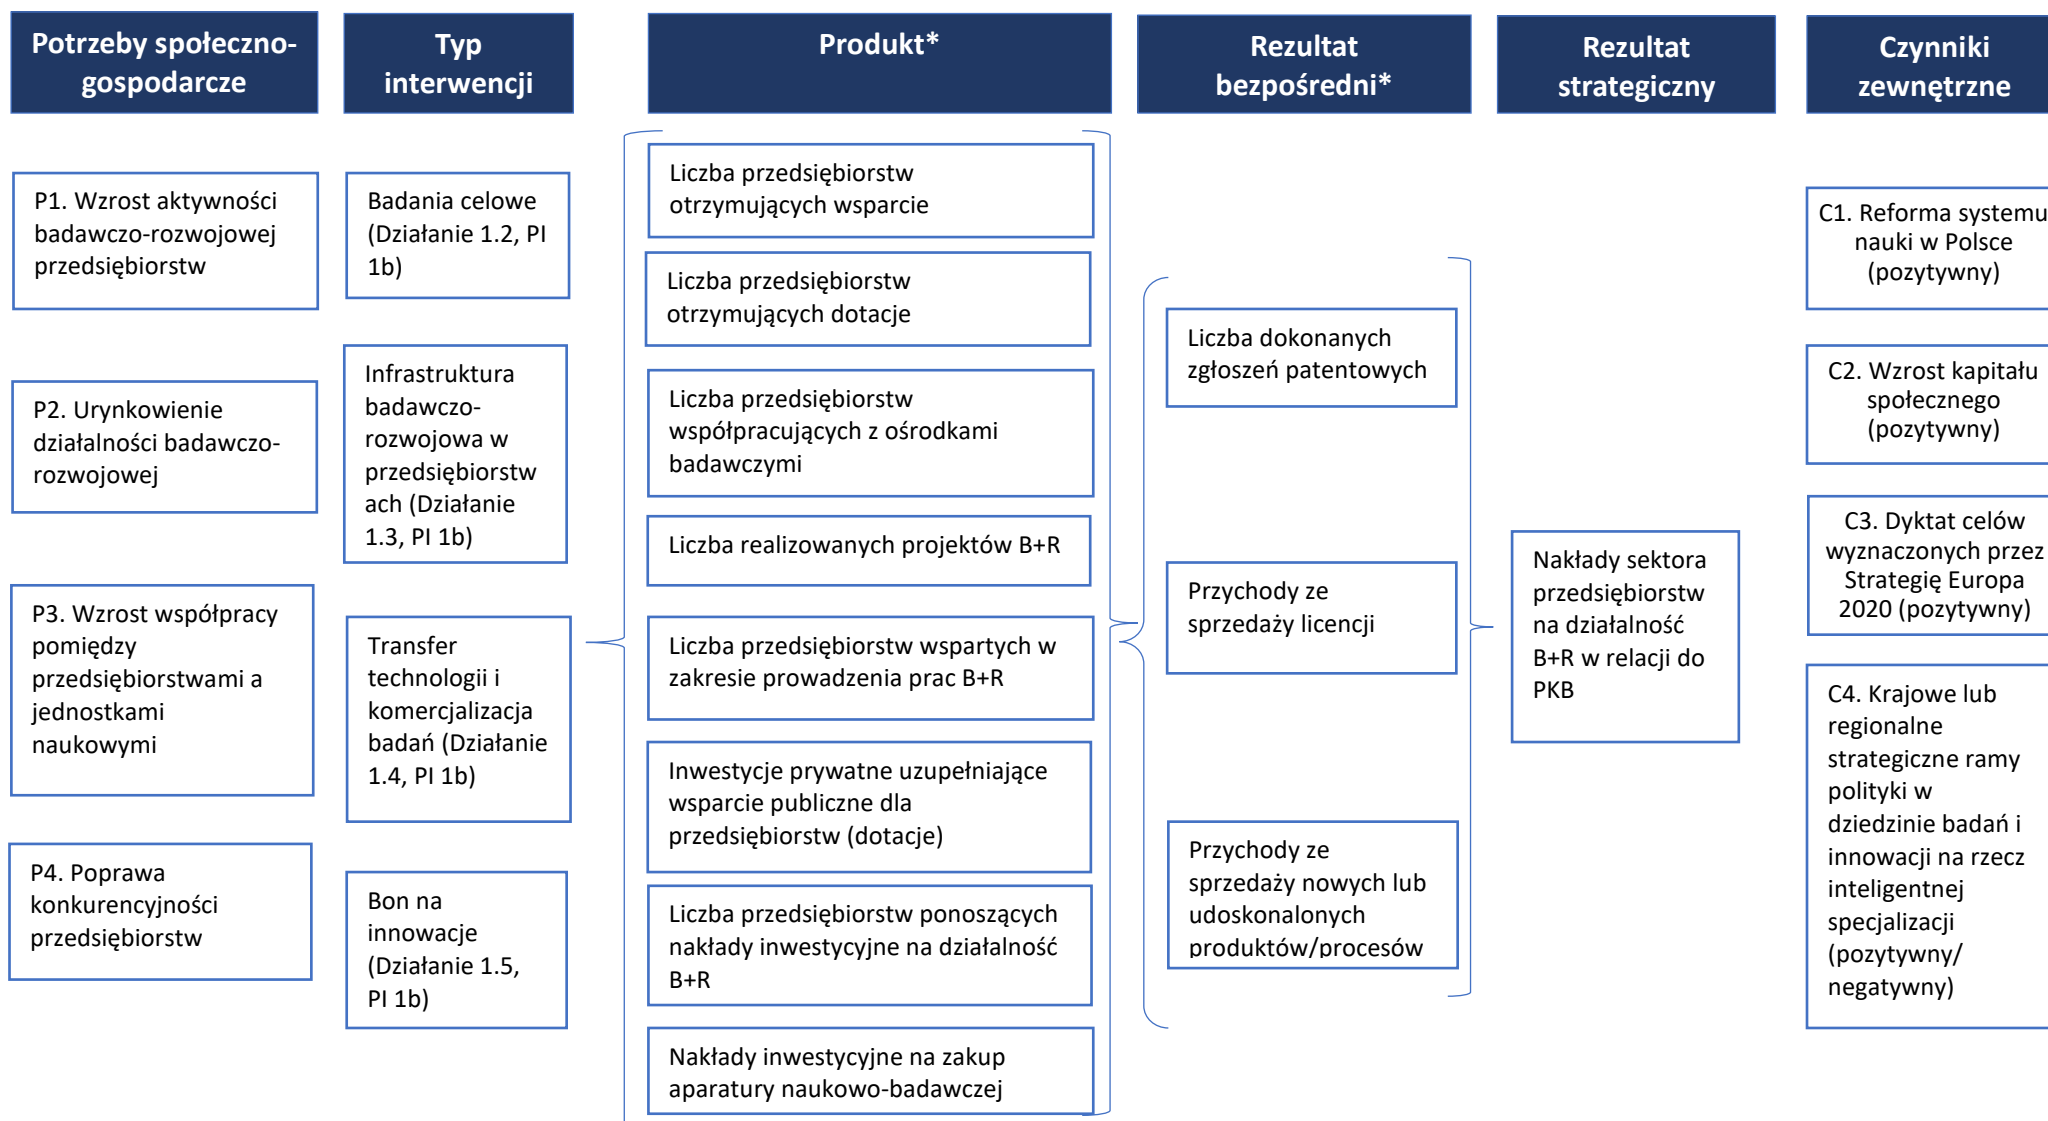 Potrzeby społeczno-
gospodarcze
Typ
interwencji
Produkt*
Rezultat
bezpośredni*
Rezultat
strategiczny
Czynniki
zewnętrzne
P1. Wzrost aktywności
badawczo-rozwojowej
przedsiębiorstw
P2. Urynkowienie
działalności badawczo-
rozwojowej
P3. Wzrost współpracy
pomiędzy
przedsiębiorstwami a
jednostkami
naukowymi
P4. Poprawa
konkurencyjności
przedsiębiorstw
Badania celowe
(Działanie 1.2, PI
1b)
Infrastruktura
badawczo-
rozwojowa w
przedsiębiorstw
ach (Działanie
1.3, PI 1b)
Transfer
technologii i
komercjalizacja
badań (Działanie
1.4, PI 1b)
Bon na
innowacje
(Działanie 1.5,
PI 1b)
Liczba przedsiębiorstw
otrzymujących wsparcie
Liczba przedsiębiorstw
otrzymujących dotacje
Liczba przedsiębiorstw
współpracujących z ośrodkami
badawczymi
Liczba realizowanych projektów B+R
Liczba przedsiębiorstw wspartych w
zakresie prowadzenia prac B+R
Inwestycje prywatne uzupełniające
wsparcie publiczne dla
przedsiębiorstw (dotacje)
Liczba przedsiębiorstw ponoszących
nakłady inwestycyjne na działalność
B+R
Nakłady inwestycyjne na zakup
aparatury naukowo-badawczej
Liczba dokonanych
zgłoszeń patentowych
Przychody ze
sprzedaży licencji
Przychody ze
sprzedaży nowych lub
udoskonalonych
produktów/procesów
Nakłady sektora
przedsiębiorstw
na działalność
B+R w relacji do
PKB
C1. Reforma systemu
nauki w Polsce
(pozytywny)
C2. Wzrost kapitału
społecznego
(pozytywny)
C3. Dyktat celów
wyznaczonych przez
Strategię Europa
2020 (pozytywny)
C4. Krajowe lub
regionalne
strategiczne ramy
polityki w
dziedzinie badań i
innowacji na rzecz
inteligentnej
specjalizacji
(pozytywny/
negatywny)